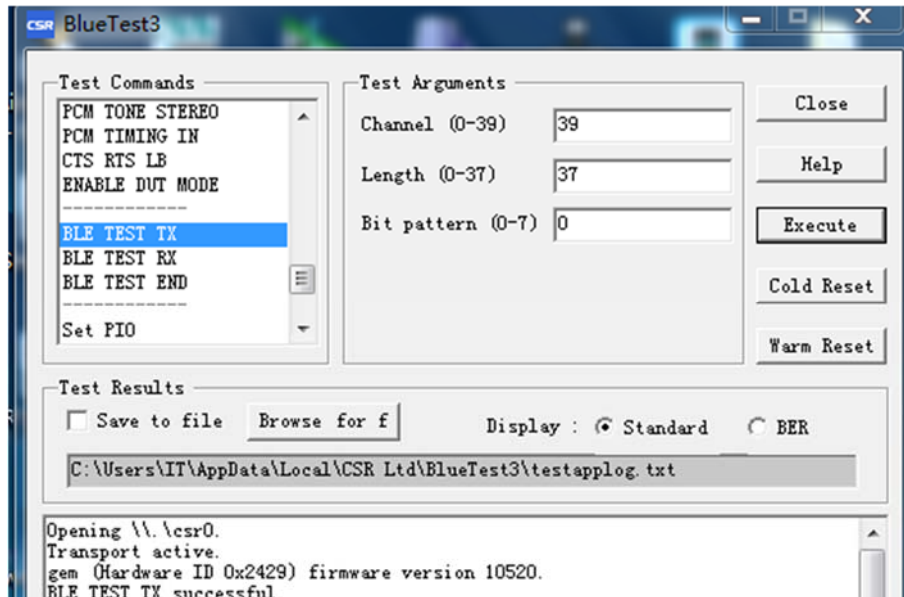 CSR BlueTest3
Test Commands
PCM TONE STEREO
PCM TIMING IN
CTS RTS LB
ENABLE DUT MODE
------------
BLE TEST TX
BLE TEST RX
BLE TEST END
------------
Set PIO
Test Arguments
Channel (0-39) 39
Length (0-37) 37
Bit pattern (0-7) 0
Close
Help
Execute
Cold Reset
Warm Reset
Test Results
Save to file Browse for f Display : Standard BER
C:\Users\IT\AppData\Local\CSR Ltd\BlueTest3\testapplog.txt
Opening \\.\csr0.
Transport active.
gem (Hardware ID 0x2429) firmware version 10520.
BLE TEST TX successful